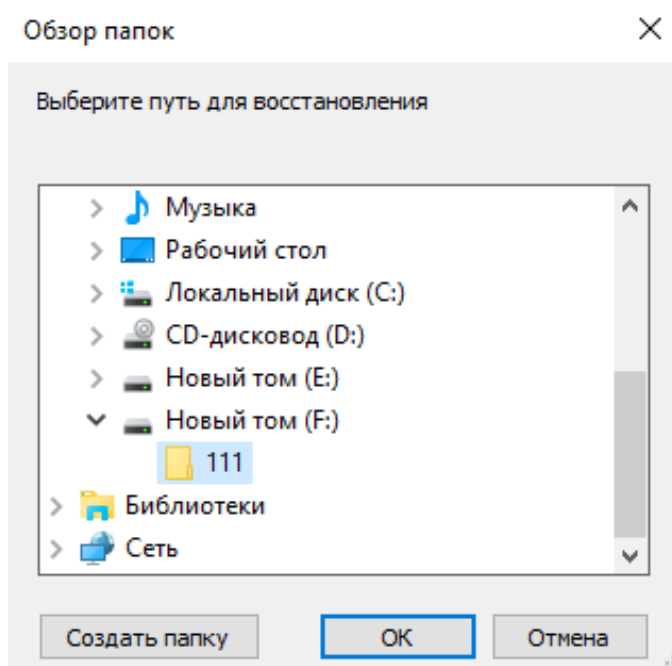 Обзор папок
Выберите путь для восстановления
Музыка
Рабочий стол
Локальный диск (C:)
CD-дисковод (D:)
Новый том (E:)
Новый том (F:)
111
Библиотеки
Сеть
Создать папку ОК Отмена